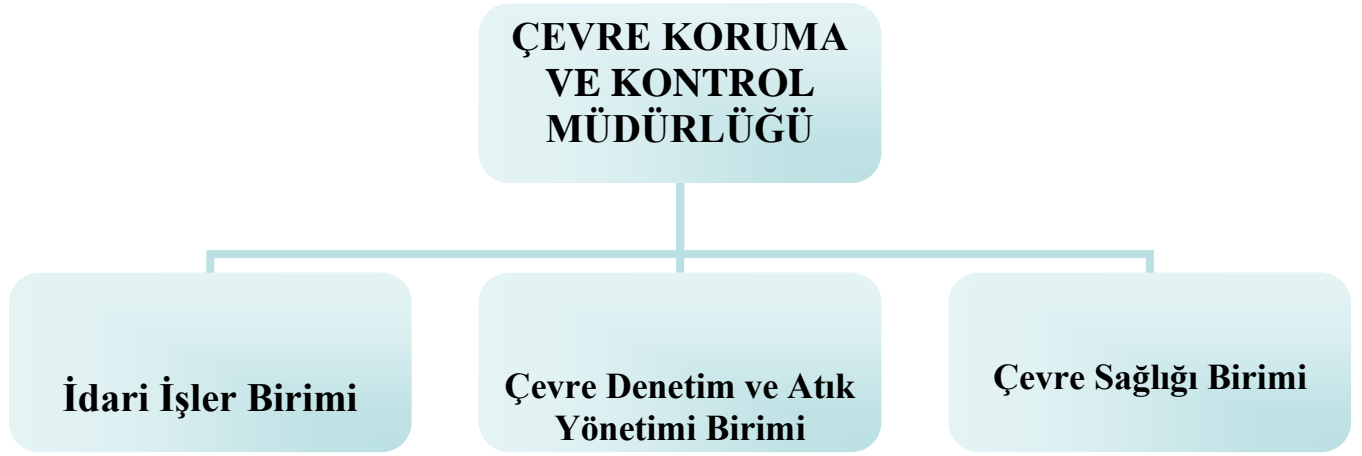 ÇEVRE KORUMA
VE KONTROL
MÜDÜRLÜĞÜ
İdari İşler Birimi
Çevre Denetim ve Atık
Yönetimi Birimi
Çevre Sağlığı Birimi